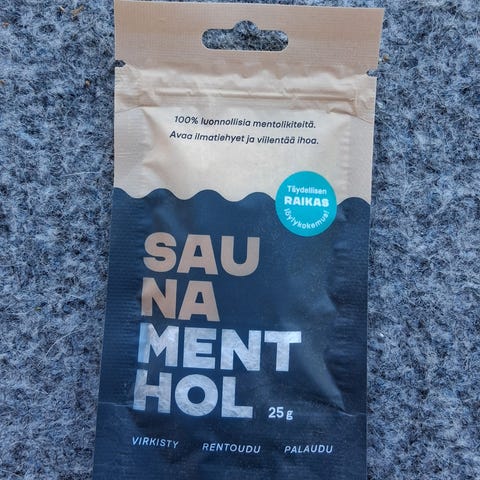 100% luonnollisia mentolikiteitä.
Avaa ilmatiehyet ja viilentää ihoa.
Täydellisen
RAIKAS
löylykokemus!
SAU
NA
MENT
HOL 25 g
VIRKISTY RENTOUDU PALAUDU